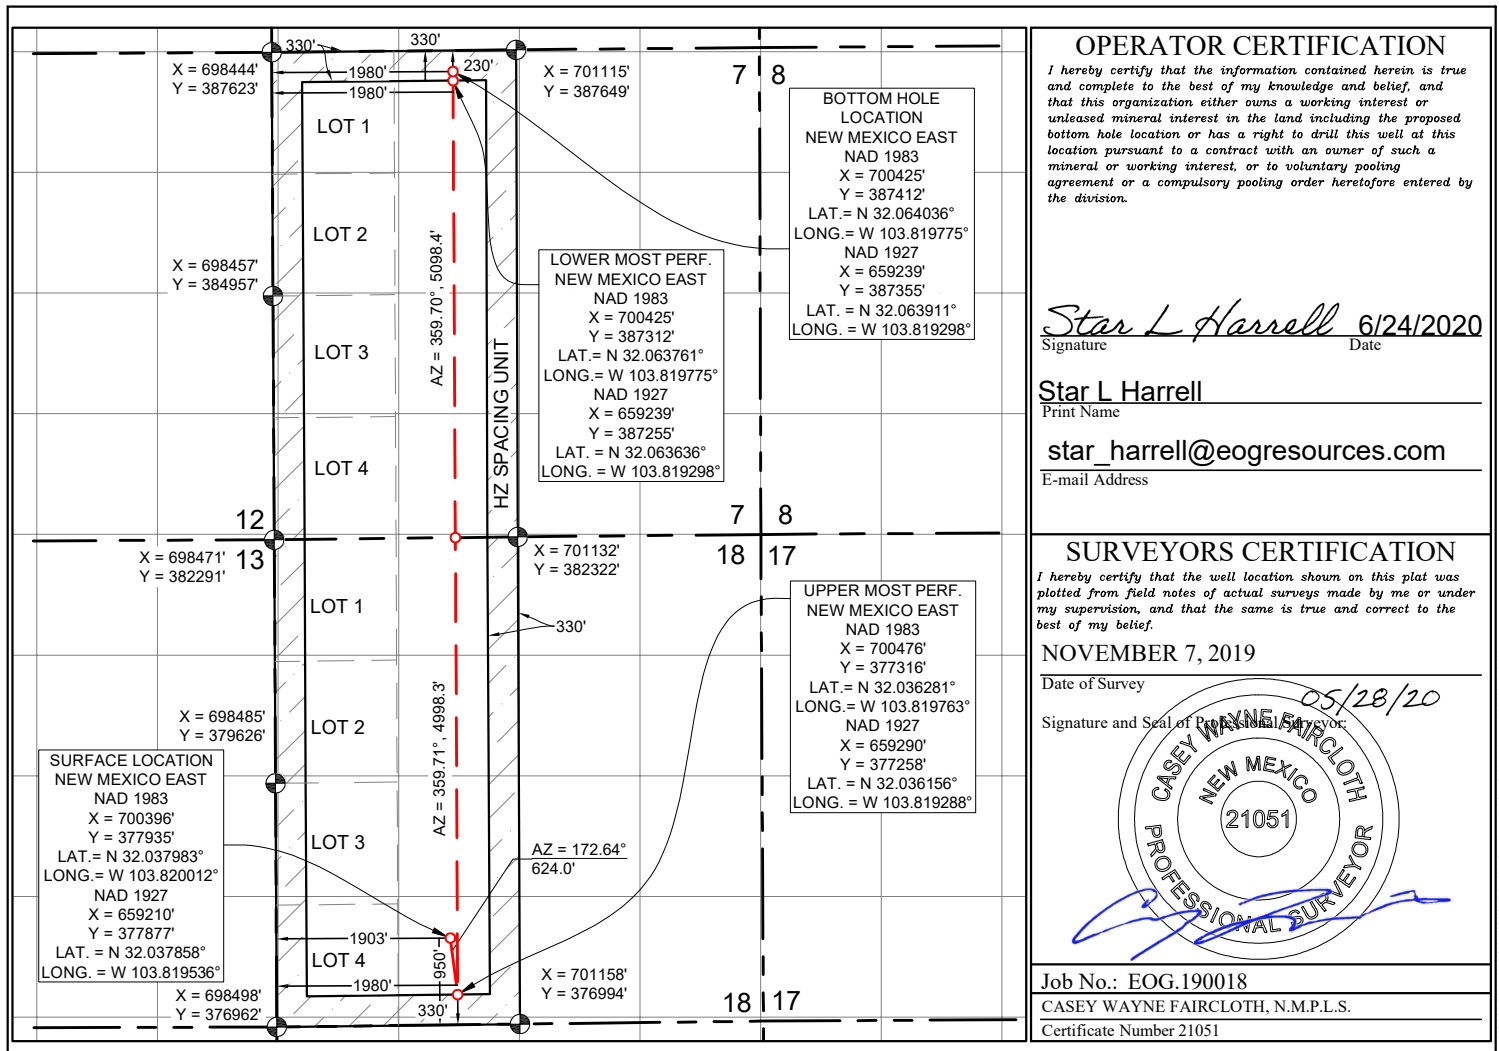 330'
330'
230'
X = 698444'
Y = 387623'
1980'
1980'
X = 701115'
Y = 387649'
7
8
BOTTOM HOLE
LOCATION
NEW MEXICO EAST
NAD 1983
X = 700425'
Y = 387412'
LAT.= N 32.064036°
LONG.= W 103.819775°
NAD 1927
X = 659239'
Y = 387355'
LAT. = N 32.063911°
LONG. = W 103.819298°
LOT 1
LOT 2
LOT 3
LOT 4
AZ = 359.70°, 5098.4'
X = 698457'
Y = 384957'
LOWER MOST PERF.
NEW MEXICO EAST
NAD 1983
X = 700425'
Y = 387312'
LAT.= N 32.063761°
LONG.= W 103.819775°
NAD 1927
X = 659239'
Y = 387255'
LAT. = N 32.063636°
LONG. = W 103.819298°
HZ SPACING UNIT
12
13
7
8
18
17
X = 698471'
Y = 382291'
X = 701132'
Y = 382322'
LOT 1
LOT 2
LOT 3
LOT 4
330'
AZ = 359.71°, 4998.3'
UPPER MOST PERF.
NEW MEXICO EAST
NAD 1983
X = 700476'
Y = 377316'
LAT.= N 32.036281°
LONG.= W 103.819763°
NAD 1927
X = 659290'
Y = 377258'
LAT. = N 32.036156°
LONG. = W 103.819288°
X = 698485'
Y = 379626'
SURFACE LOCATION
NEW MEXICO EAST
NAD 1983
X = 700396'
Y = 377935'
LAT.= N 32.037983°
LONG.= W 103.820012°
NAD 1927
X = 659210'
Y = 377877'
LAT. = N 32.037858°
LONG. = W 103.819536°
AZ = 172.64°
624.0'
1903'
950'
1980'
330'
X = 698498'
Y = 376962'
X = 701158'
Y = 376994'
18
17
OPERATOR CERTIFICATION
I hereby certify that the information contained herein is true
and complete to the best of my knowledge and belief, and
that this organization either owns a working interest or
unleased mineral interest in the land including the proposed
bottom hole location or has a right to drill this well at this
location pursuant to a contract with an owner of such a
mineral or working interest, or to voluntary pooling
agreement or a compulsory pooling order heretofore entered by
the division.
Star L Harrell 6/24/2020
Signature Date
Star L Harrell
Print Name
star_harrell@eogresources.com
E-mail Address
SURVEYORS CERTIFICATION
I hereby certify that the well location shown on this plat was
plotted from field notes of actual surveys made by me or under
my supervision, and that the same is true and correct to the
best of my belief.
NOVEMBER 7, 2019
Date of Survey
05/28/20
Signature and Seal of Professional Surveyor:
CASEY WAYNE FAIRCLOTH
NEW MEXICO
21051
PROFESSIONAL SURVEYOR
Job No.: EOG.190018
CASEY WAYNE FAIRCLOTH, N.M.P.L.S.
Certificate Number 21051